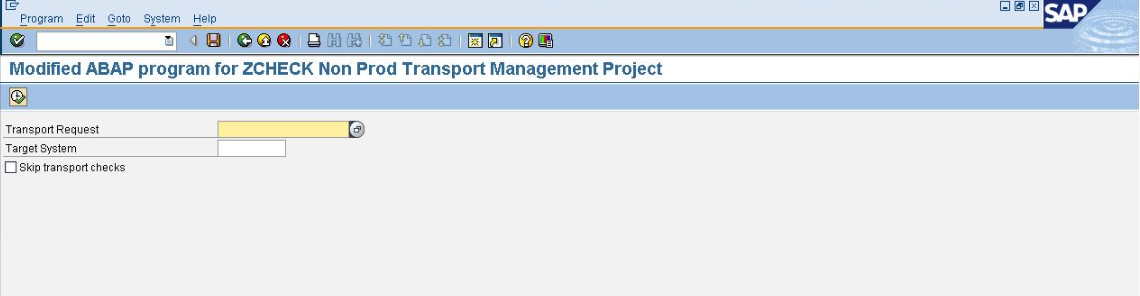 Program Edit Goto System Help
SAP
Modified ABAP program for ZCHECK Non Prod Transport Management Project
Transport Request
Target System
Skip transport checks